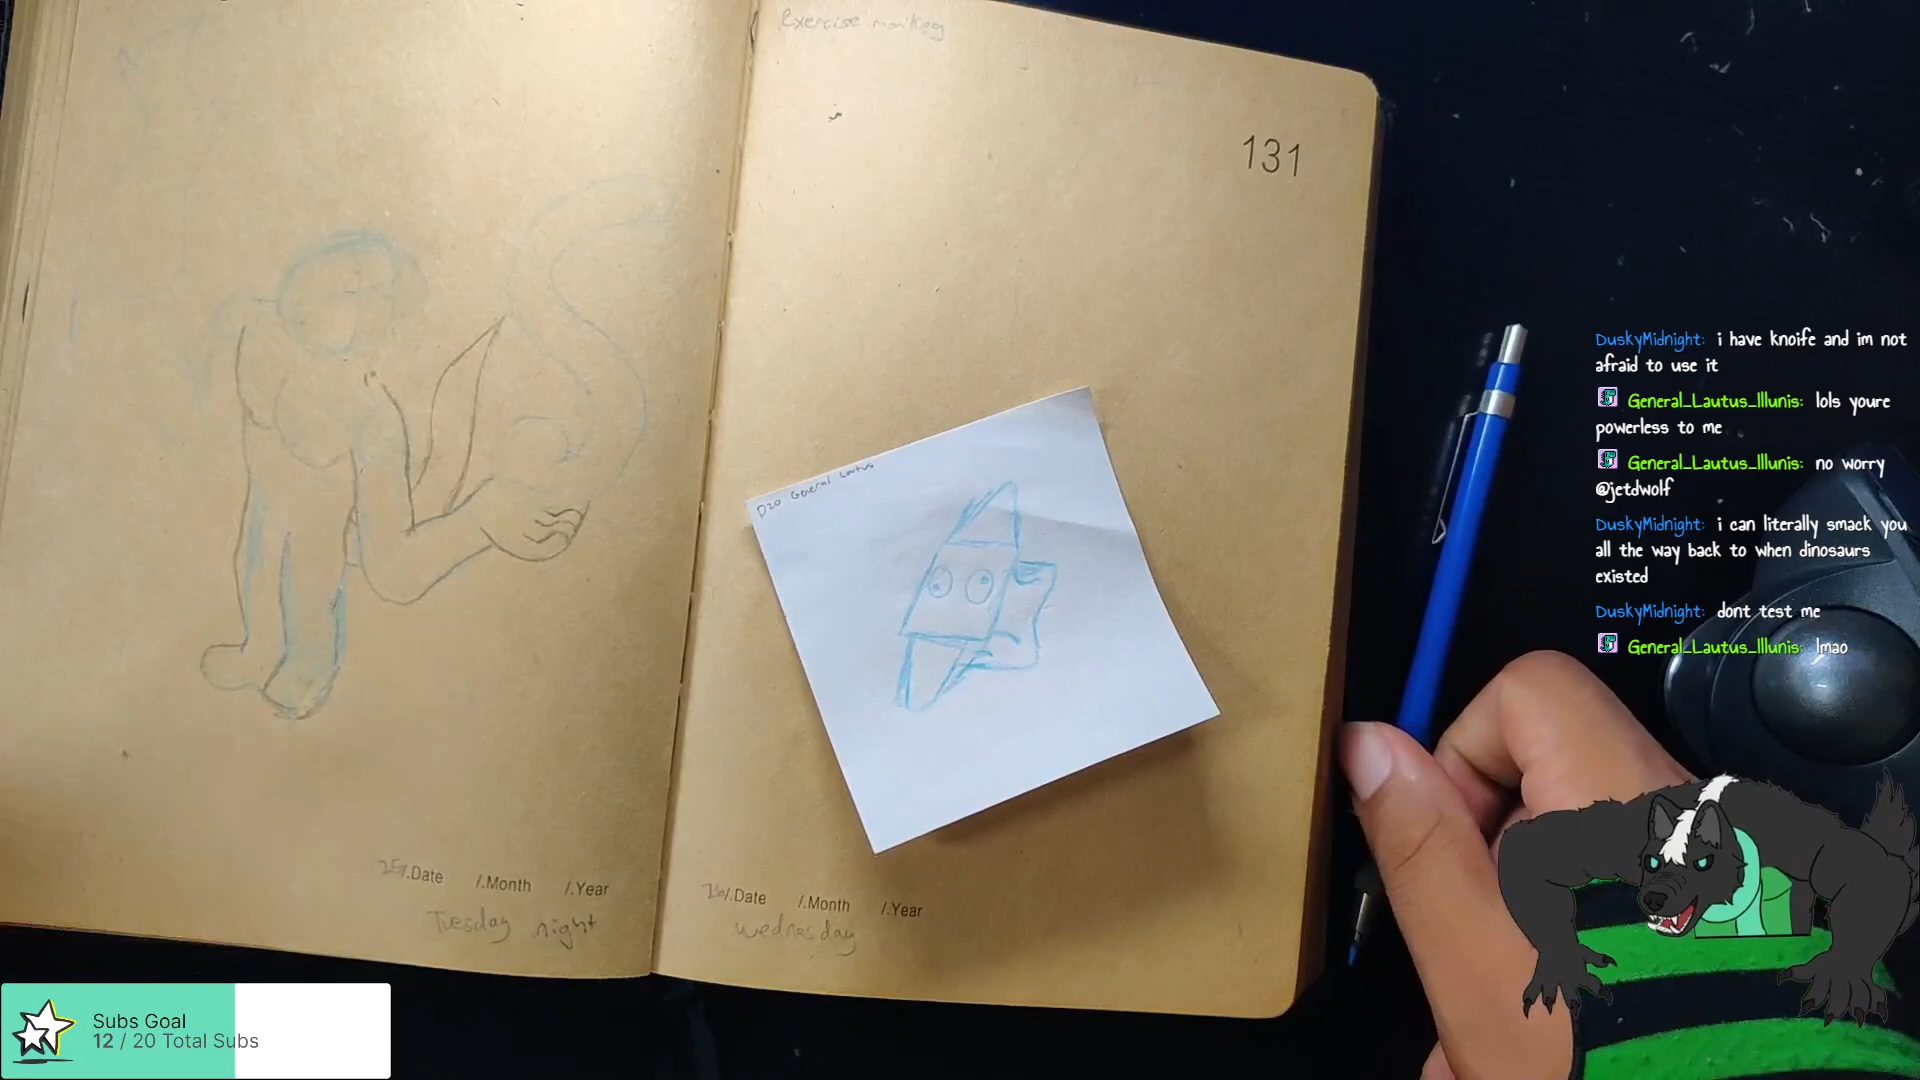 Exercise monkey
131
D20 General Lautus
/.Date /.Month /.Year
Tuesday night
/.Date /.Month /.Year
wednesday
DuskyMidnight: i have knoife and im not
afraid to use it
General_Lautus_Illunis: lols youre
powerless to me
General_Lautus_Illunis: no worry
@jetdwolf
DuskyMidnight: i can literally smack you
all the way back to when dinosaurs
existed
DuskyMidnight: dont test me
General_Lautus_Illunis: lmao
Subs Goal
12 / 20 Total Subs